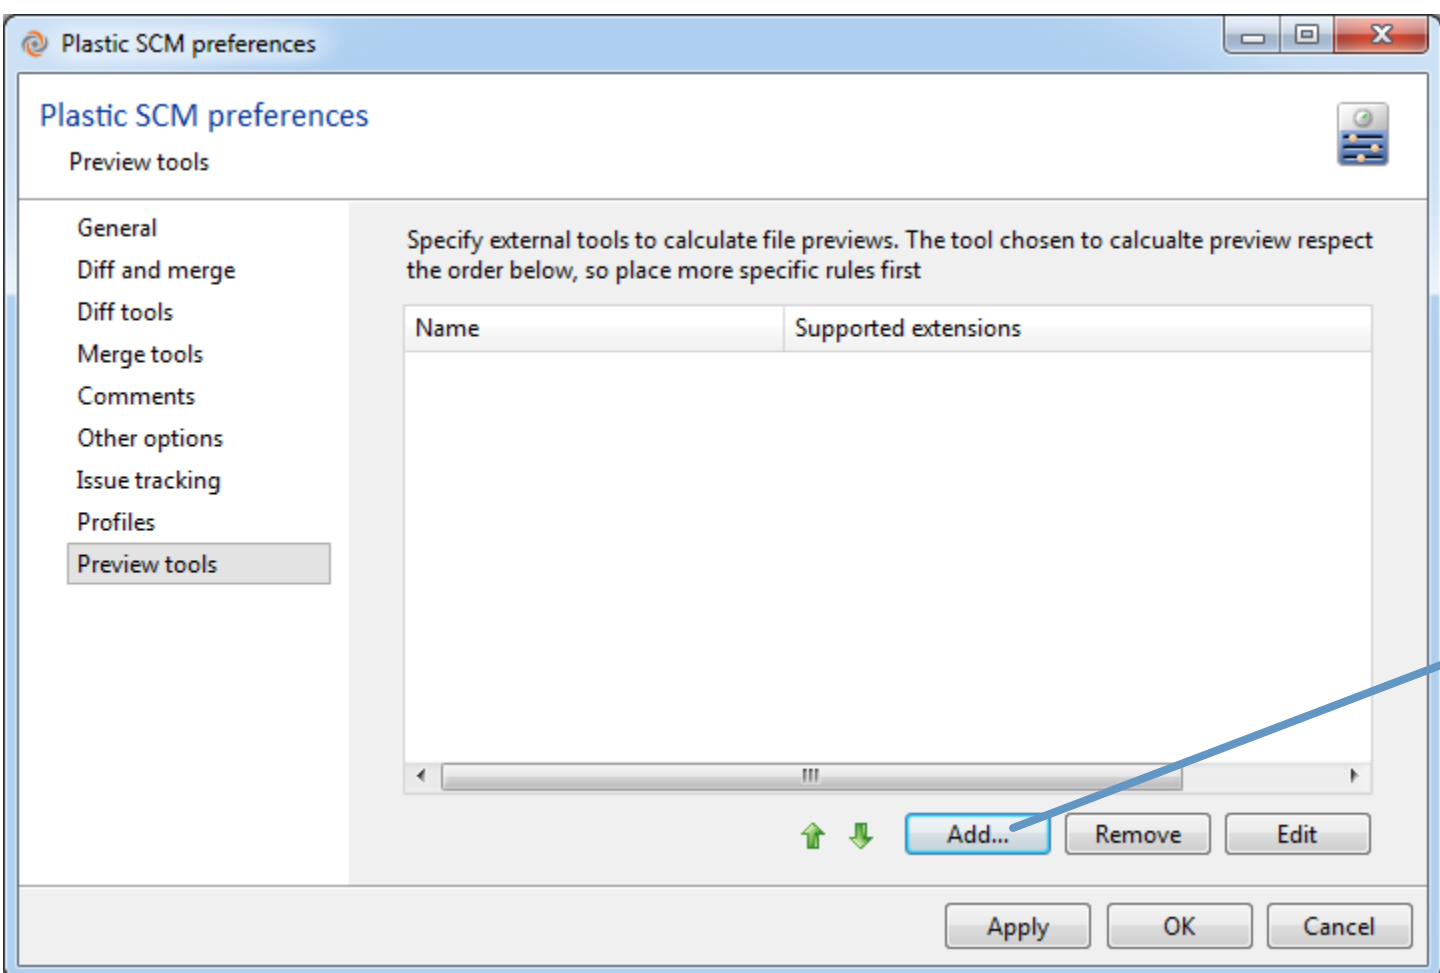 Plastic SCM preferences
Plastic SCM preferences
Preview tools
General
Diff and merge
Diff tools
Merge tools
Comments
Other options
Issue tracking
Profiles
Preview tools
Specify external tools to calculate file previews. The tool chosen to calcualte preview respect
the order below, so place more specific rules first
Name Supported extensions
Add... Remove Edit
Apply OK Cancel